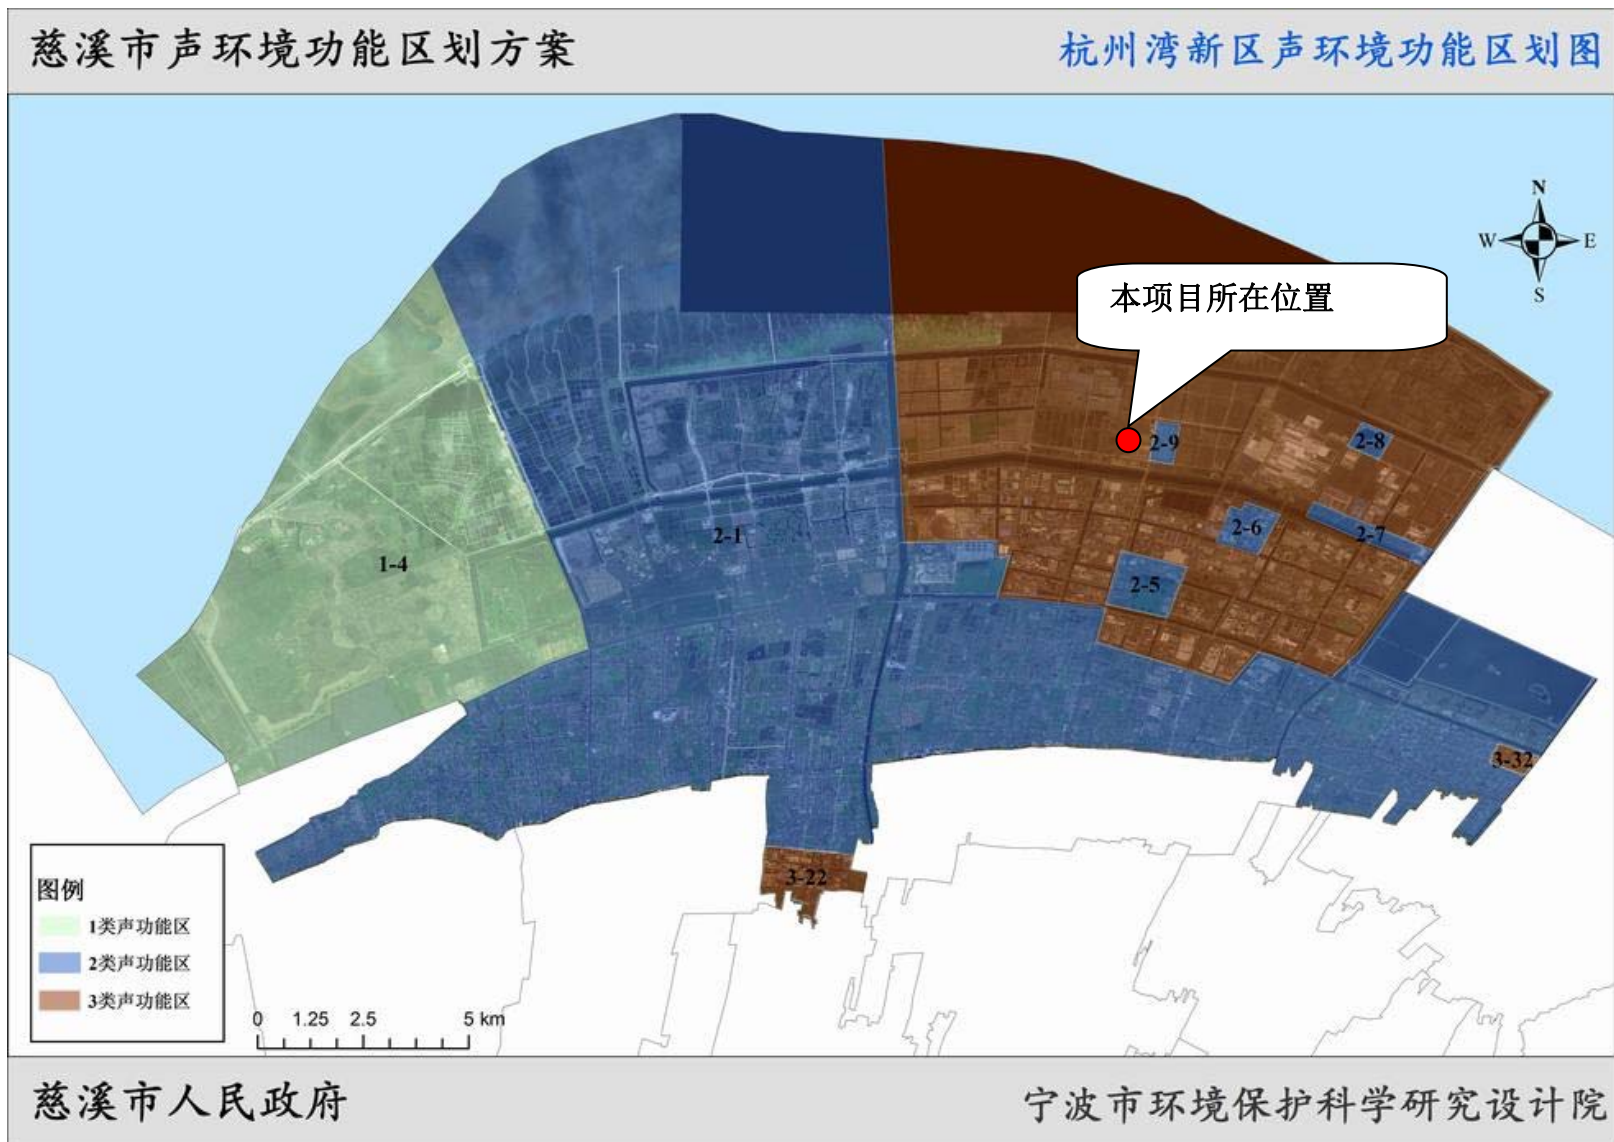 慈溪市声环境功能区划方案
杭州湾新区声环境功能区划图
N
W
E
S
本项目所在位置
2-9
2-8
2-6
2-7
2-1
1-4
2-5
3-32
3-22
图例
1类声功能区
2类声功能区
3类声功能区
0 1.25 2.5 5 km
慈溪市人民政府
宁波市环境保护科学研究设计院